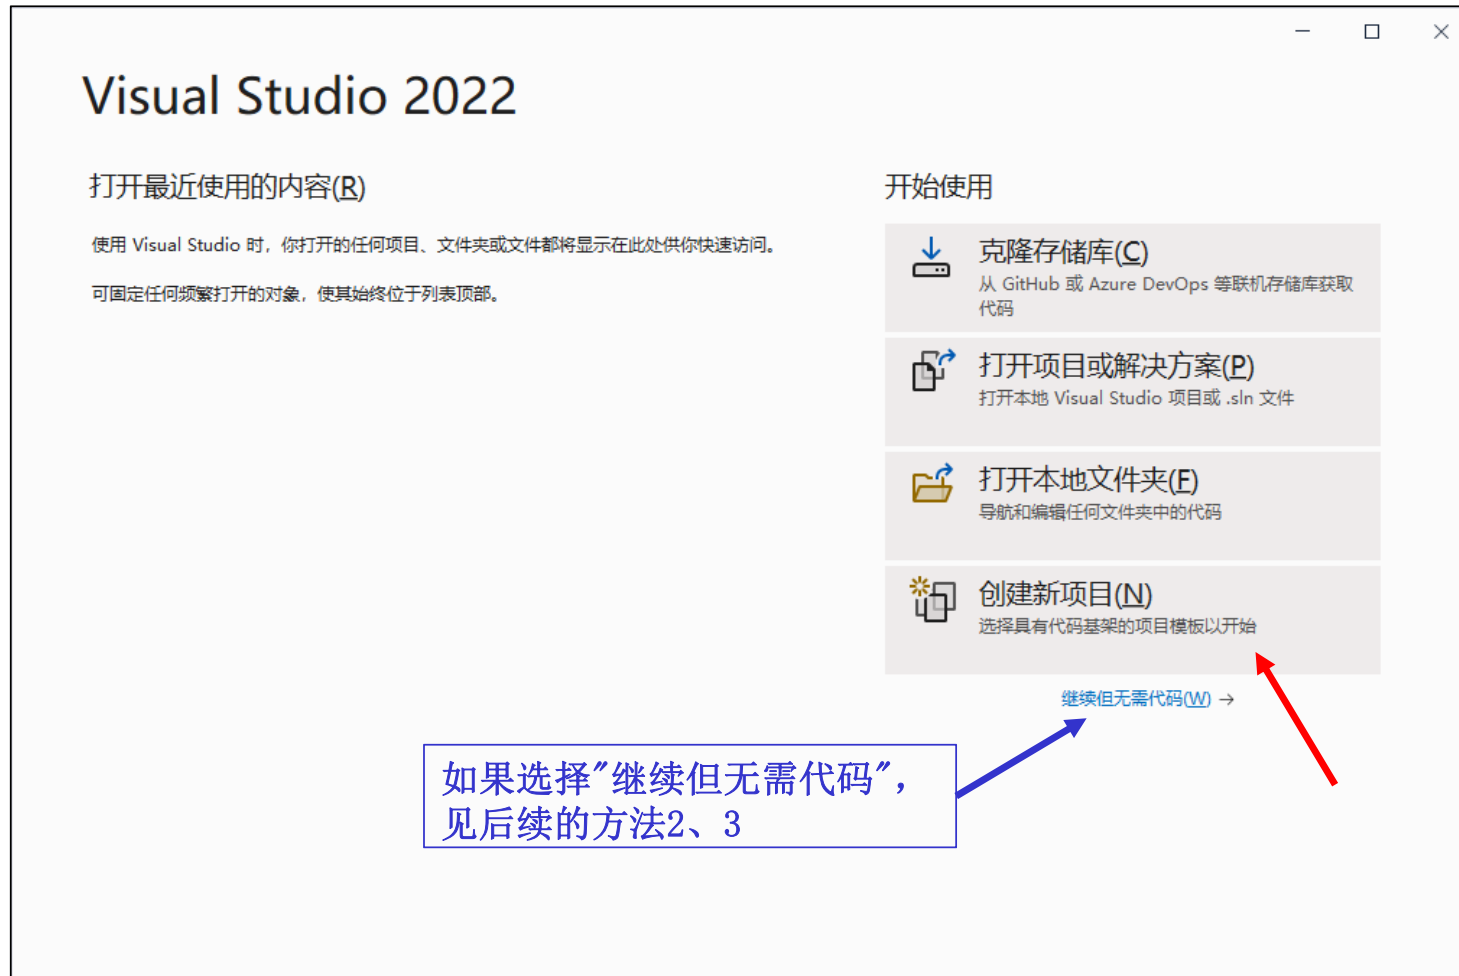 Visual Studio 2022
打开最近使用的内容(R)
使用 Visual Studio 时，你打开的任何项目、文件夹或文件都将显示在此处供你快速访问。
可固定任何频繁打开的对象，使其始终位于列表顶部。
开始使用
克隆存储库(C)
从 GitHub 或 Azure DevOps 等联机存储库获取
代码
打开项目或解决方案(P)
打开本地 Visual Studio 项目或 .sln 文件
打开本地文件夹(F)
导航和编辑任何文件夹中的代码
创建新项目(N)
选择具有代码基架的项目模板以开始
继续但无需代码(W) →
如果选择"继续但无需代码"，
见后续的方法2、3